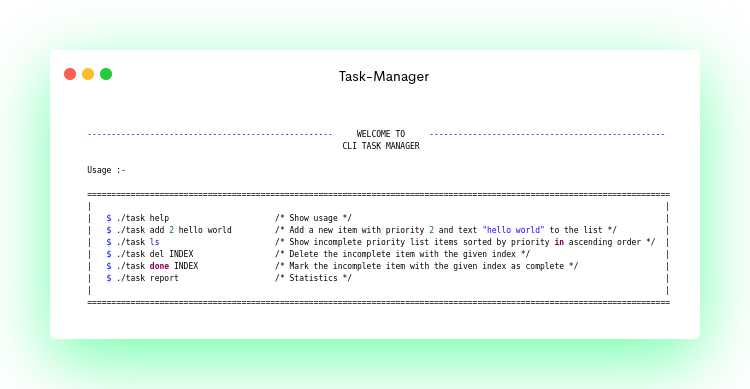 Task-Manager
--------------------------------------------------- WELCOME TO -------------------------------------------------
CLI TASK MANAGER
Usage :-
=========================================================================================================================
| |
| $ ./task help /* Show usage */ |
| $ ./task add 2 hello world /* Add a new item with priority 2 and text "hello world" to the list */ |
| $ ./task ls /* Show incomplete priority list items sorted by priority in ascending order */ |
| $ ./task del INDEX /* Delete the incomplete item with the given index */ |
| $ ./task done INDEX /* Mark the incomplete item with the given index as complete */ |
| $ ./task report /* Statistics */ |
| |
=========================================================================================================================